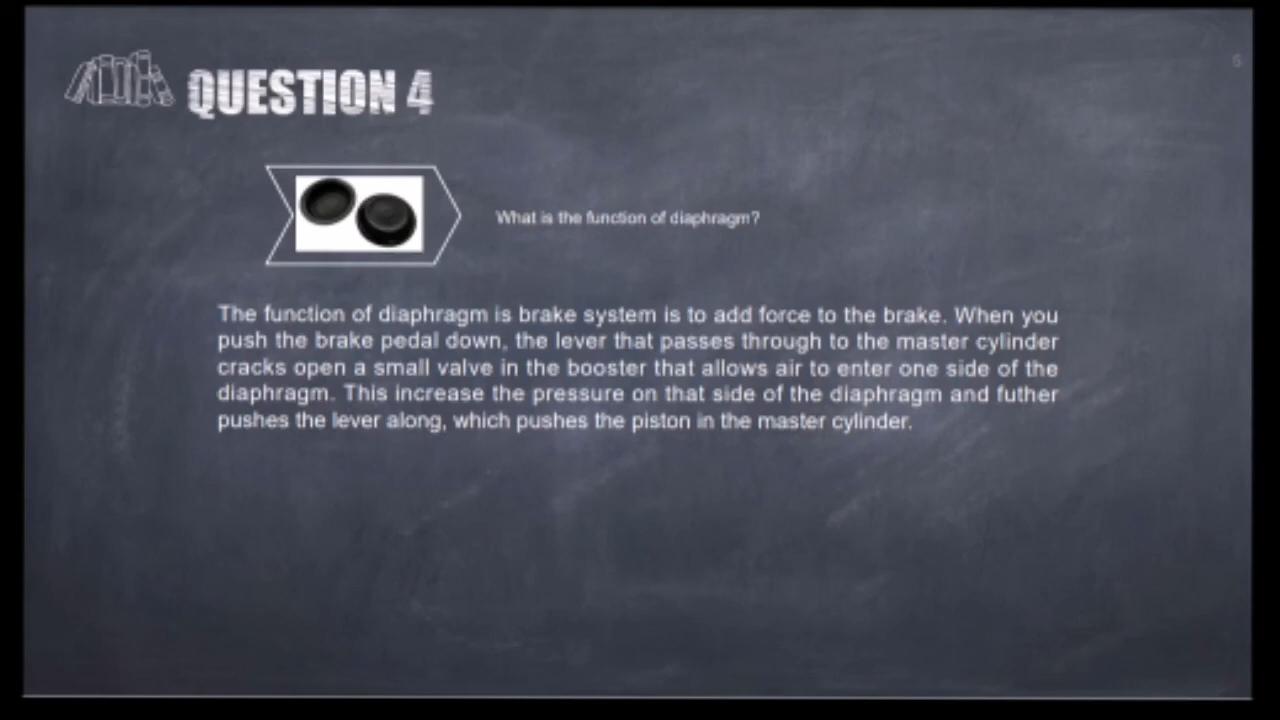 QUESTION 4
5
What is the function of diaphragm?
The function of diaphragm is brake system is to add force to the brake. When you
push the brake pedal down, the lever that passes through to the master cylinder
cracks open a small valve in the booster that allows air to enter one side of the
diaphragm. This increase the pressure on that side of the diaphragm and futher
pushes the lever along, which pushes the piston in the master cylinder.